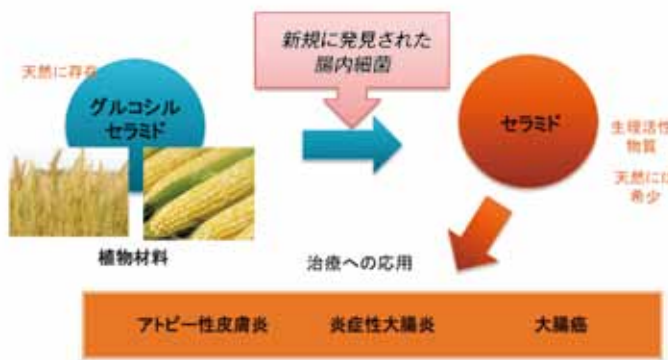 新規に発見された
腸内細菌
天然に存在
グルコシル
セラミド
セラミド
生理活性
物質
天然には
希少
植物材料
治療への応用
アトピー性皮膚炎
炎症性大腸炎
大腸癌